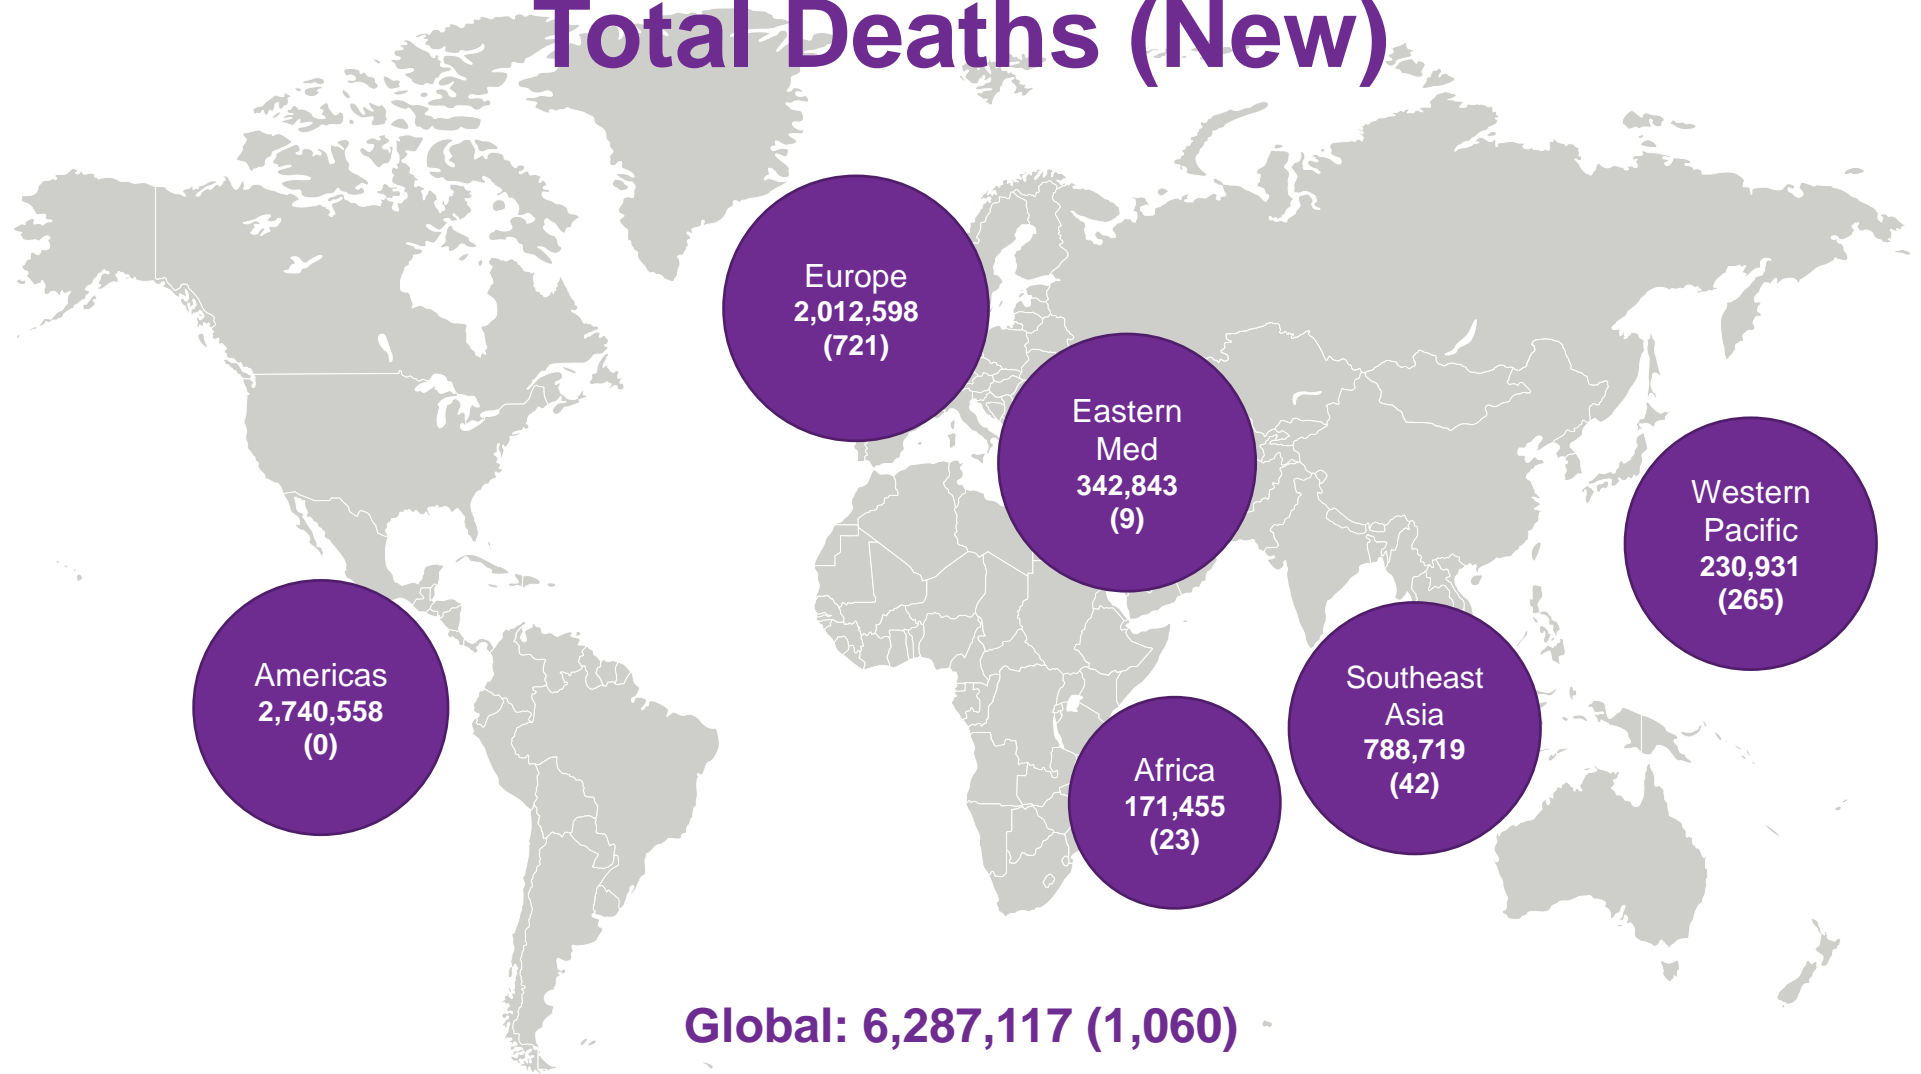 Total Deaths (New)
Europe
2,012,598
(721)
Eastern
Med
342,843
(9)
Western
Pacific
230,931
(265)
Americas
2,740,558
(0)
Southeast
Asia
788,719
(42)
Africa
171,455
(23)
Global: 6,287,117 (1,060)